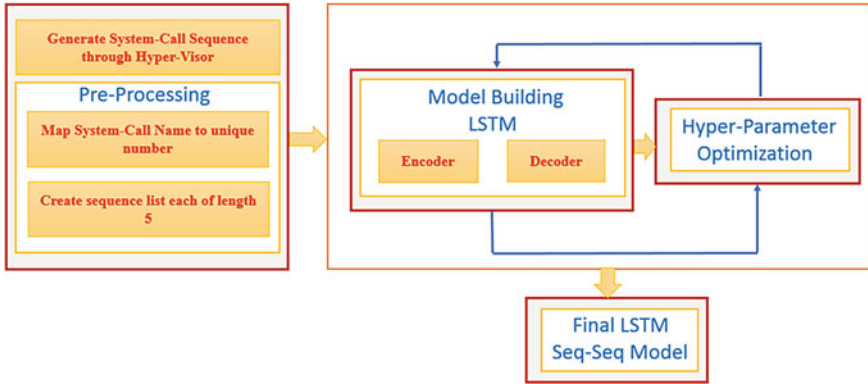 Generate System-Call Sequence
through Hyper-Visor
Pre-Processing
Map System-Call Name to unique
number
Create sequence list each of length
5
Model Building
LSTM
Encoder
Decoder
Hyper-Parameter
Optimization
Final LSTM
Seq-Seq Model